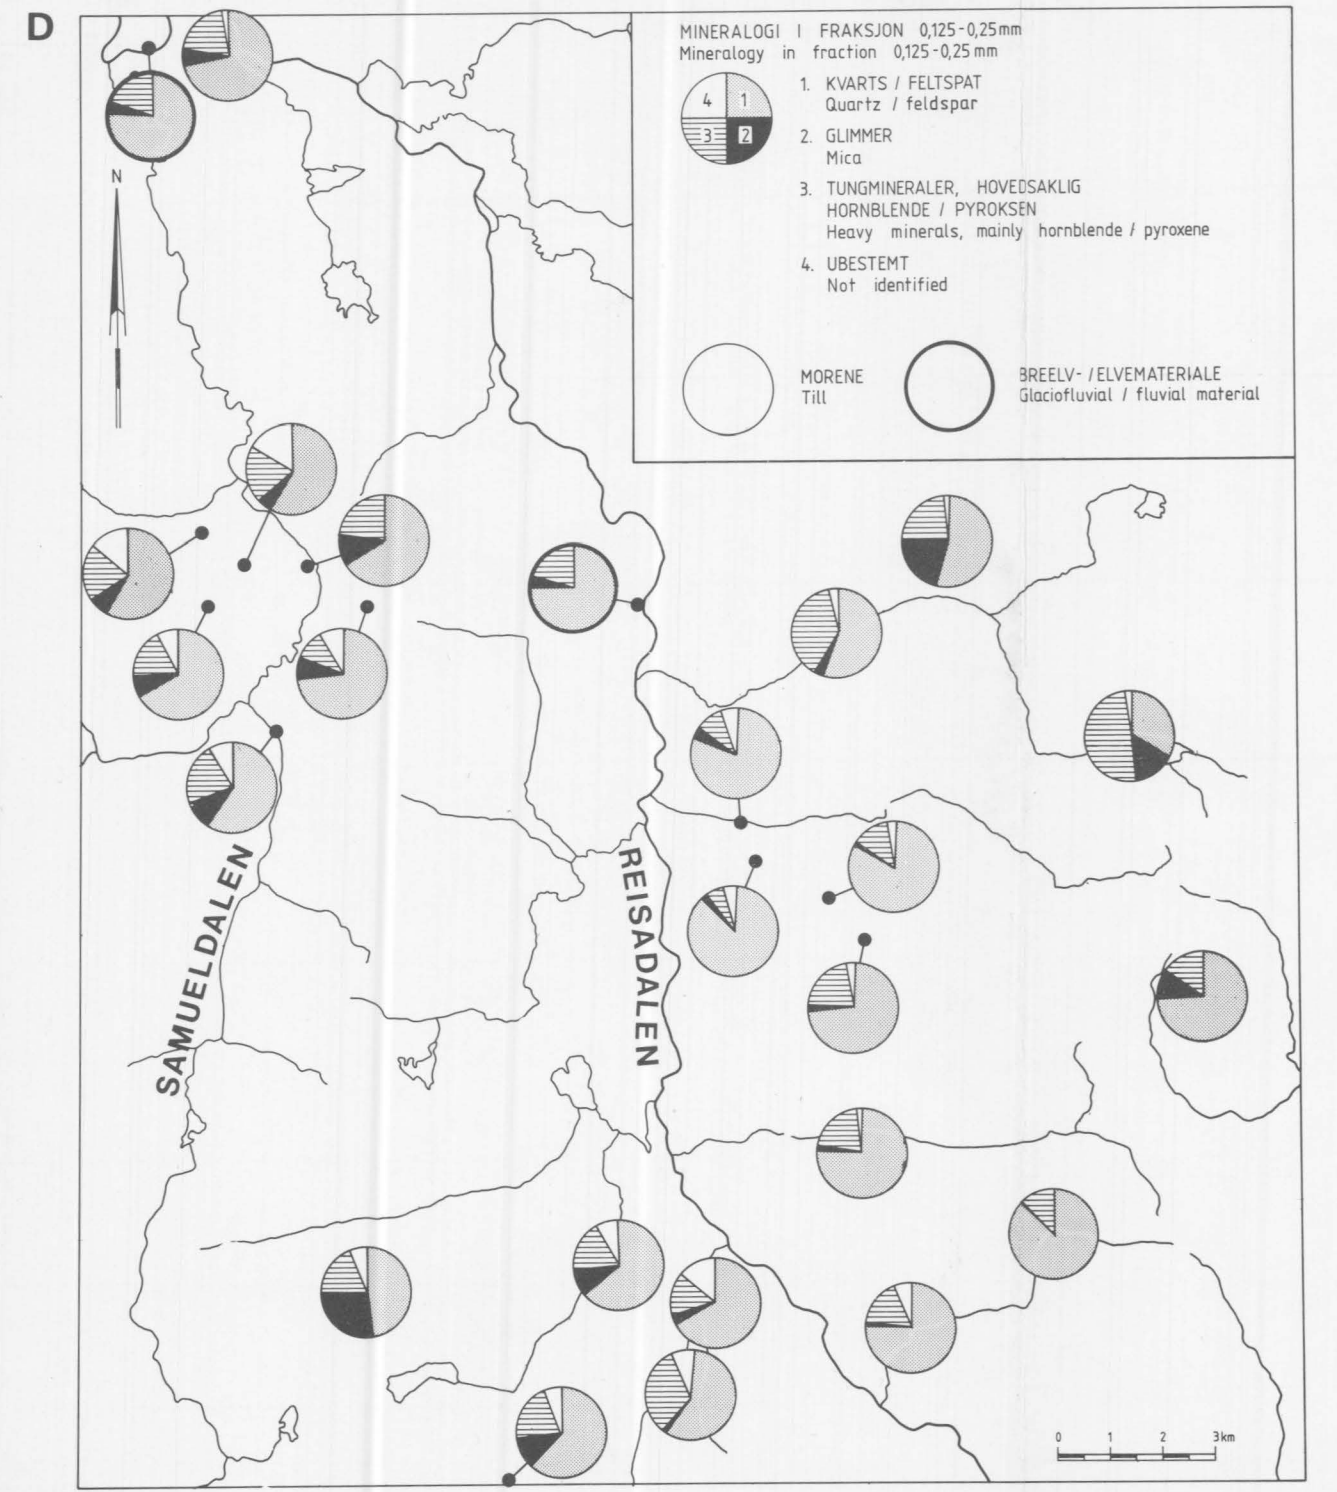 D
MINERALOGI I FRAKSJON 0,125-0,25mm
Mineralogy in fraction 0,125-0,25mm
4 1
3 2
1. KVARTS / FELTSPAT
Quartz / feldspar
2. GLIMMER
Mica
3. TUNGMINERALER, HOVEDSAKLIG
HORNBLENDE / PYROKSEN
Heavy minerals, mainly hornblende / pyroxene
4. UBESTEMT
Not identified
MORENE
Till
BREELV- / ELVEMATERIALE
Glaciofluvial / fluvial material
N
SAMUELDALEN
REISADALEN
0 1 2 3km